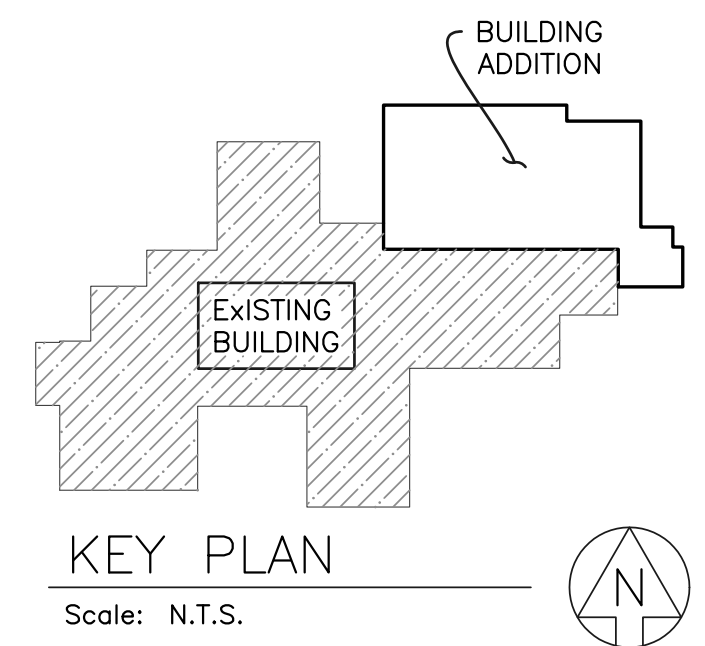 BUILDING
ADDITION
ExISTING
BUILDING
KEY PLAN
Scale: N.T.S.
N